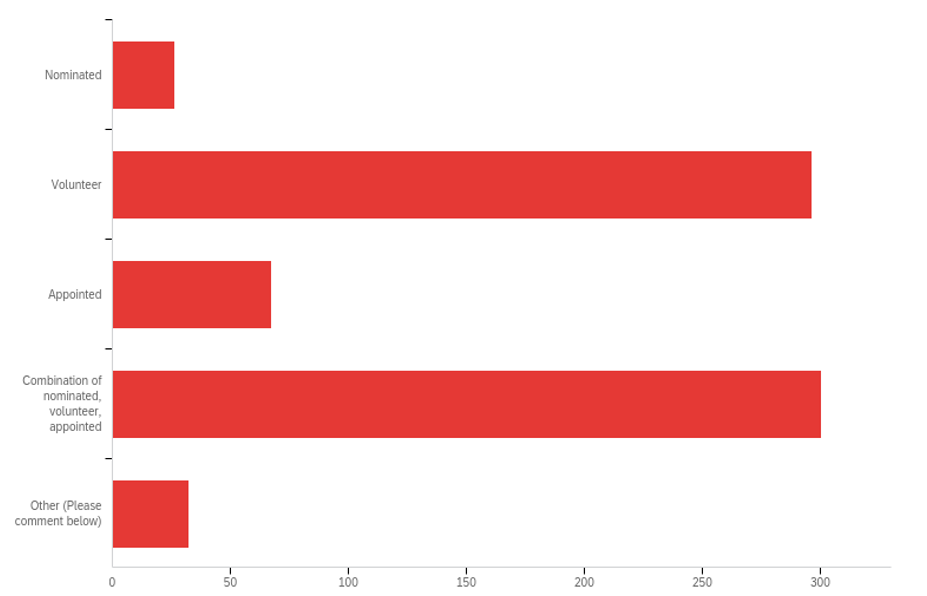 Nominated
Volunteer
Appointed
Combination of
nominated,
volunteer,
appointed
Other (Please
comment below)
0 50 100 150 200 250 300